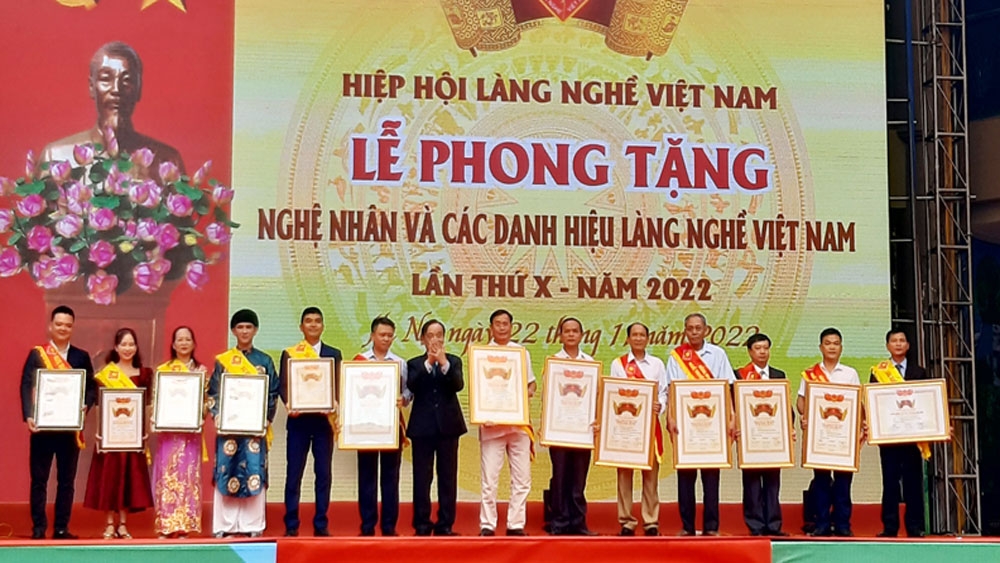 HIỆP HỘI LÀNG NGHỀ VIỆT NAM
LỄ PHONG TẶNG
NGHỆ NHÂN VÀ CÁC DANH HIỆU LÀNG NGHỀ VIỆT NAM
LẦN THỨ X - NĂM 2022
ngày 22 tháng 11 năm 2022